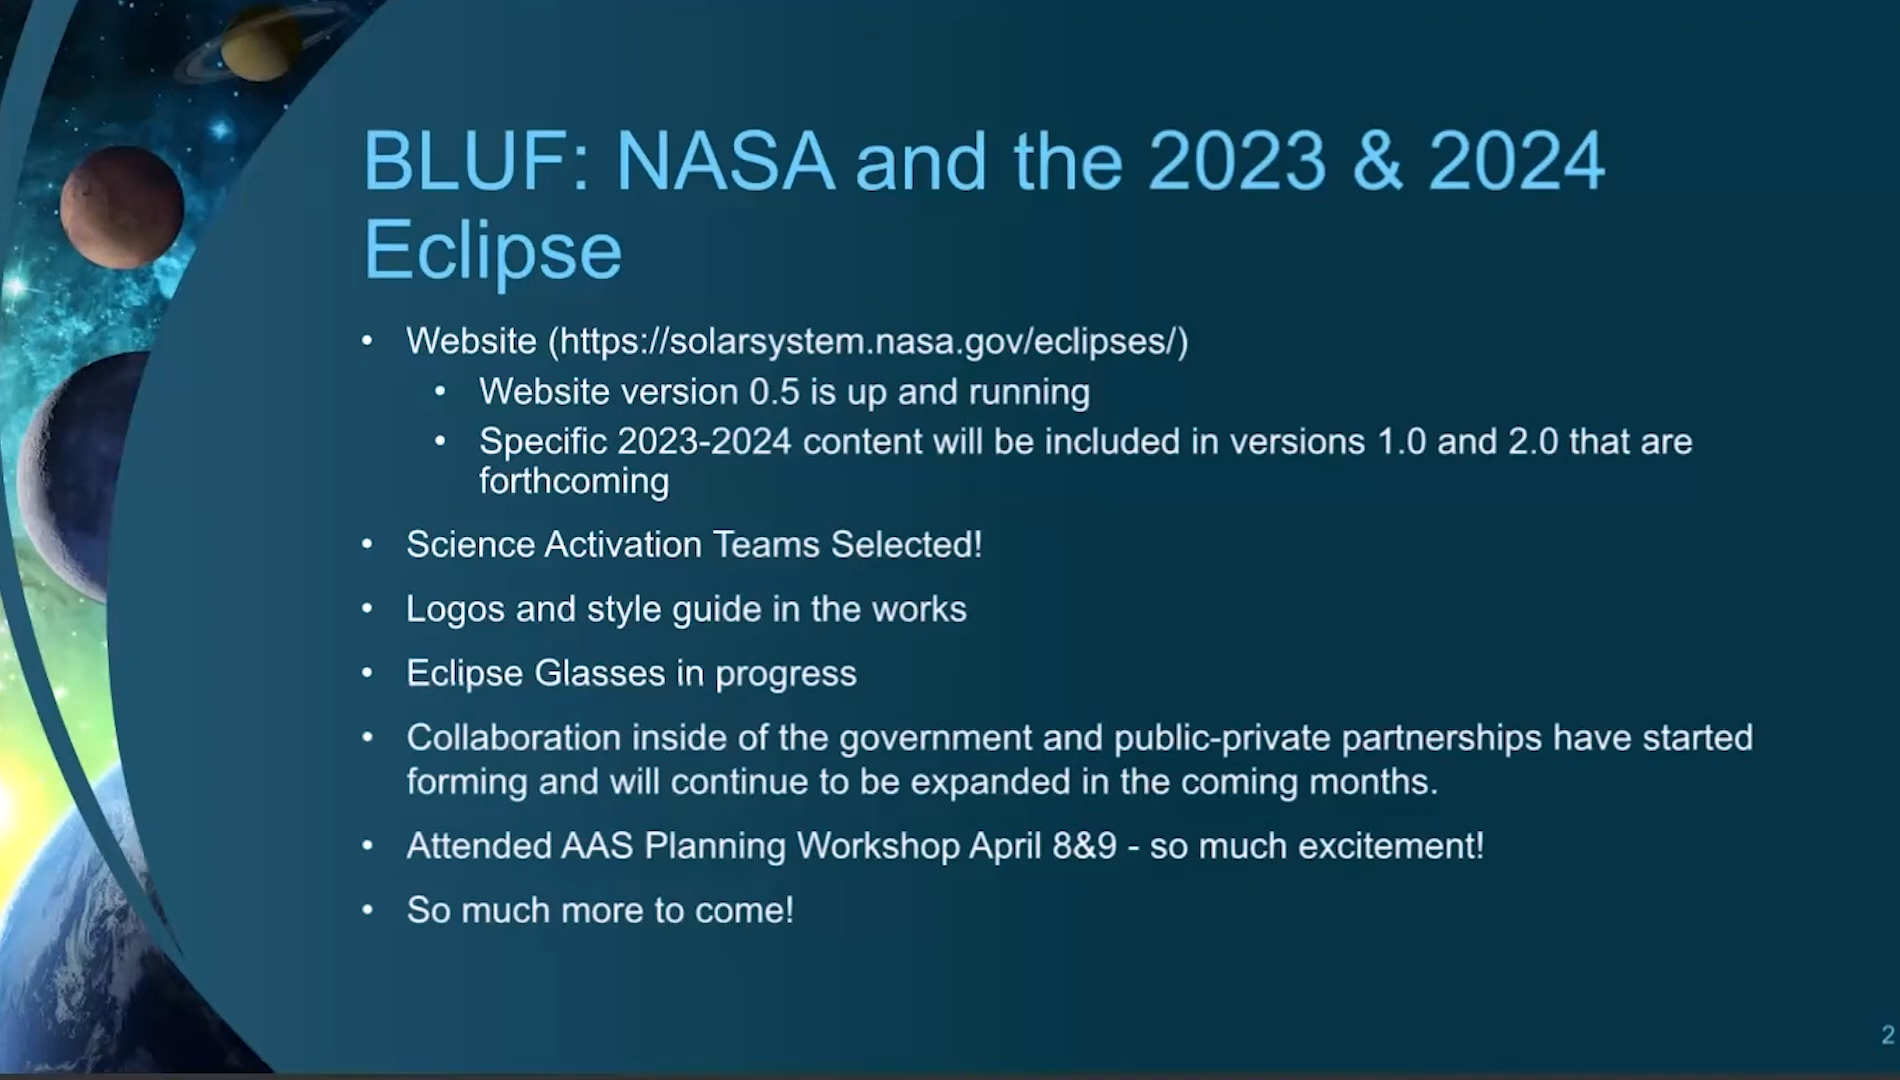 BLUF: NASA and the 2023 & 2024
Eclipse
• Website (https://solarsystem.nasa.gov/eclipses/)
• Website version 0.5 is up and running
• Specific 2023-2024 content will be included in versions 1.0 and 2.0 that are
forthcoming
• Science Activation Teams Selected!
• Logos and style guide in the works
• Eclipse Glasses in progress
• Collaboration inside of the government and public-private partnerships have started
forming and will continue to be expanded in the coming months.
• Attended AAS Planning Workshop April 8&9 - so much excitement!
• So much more to come!
2